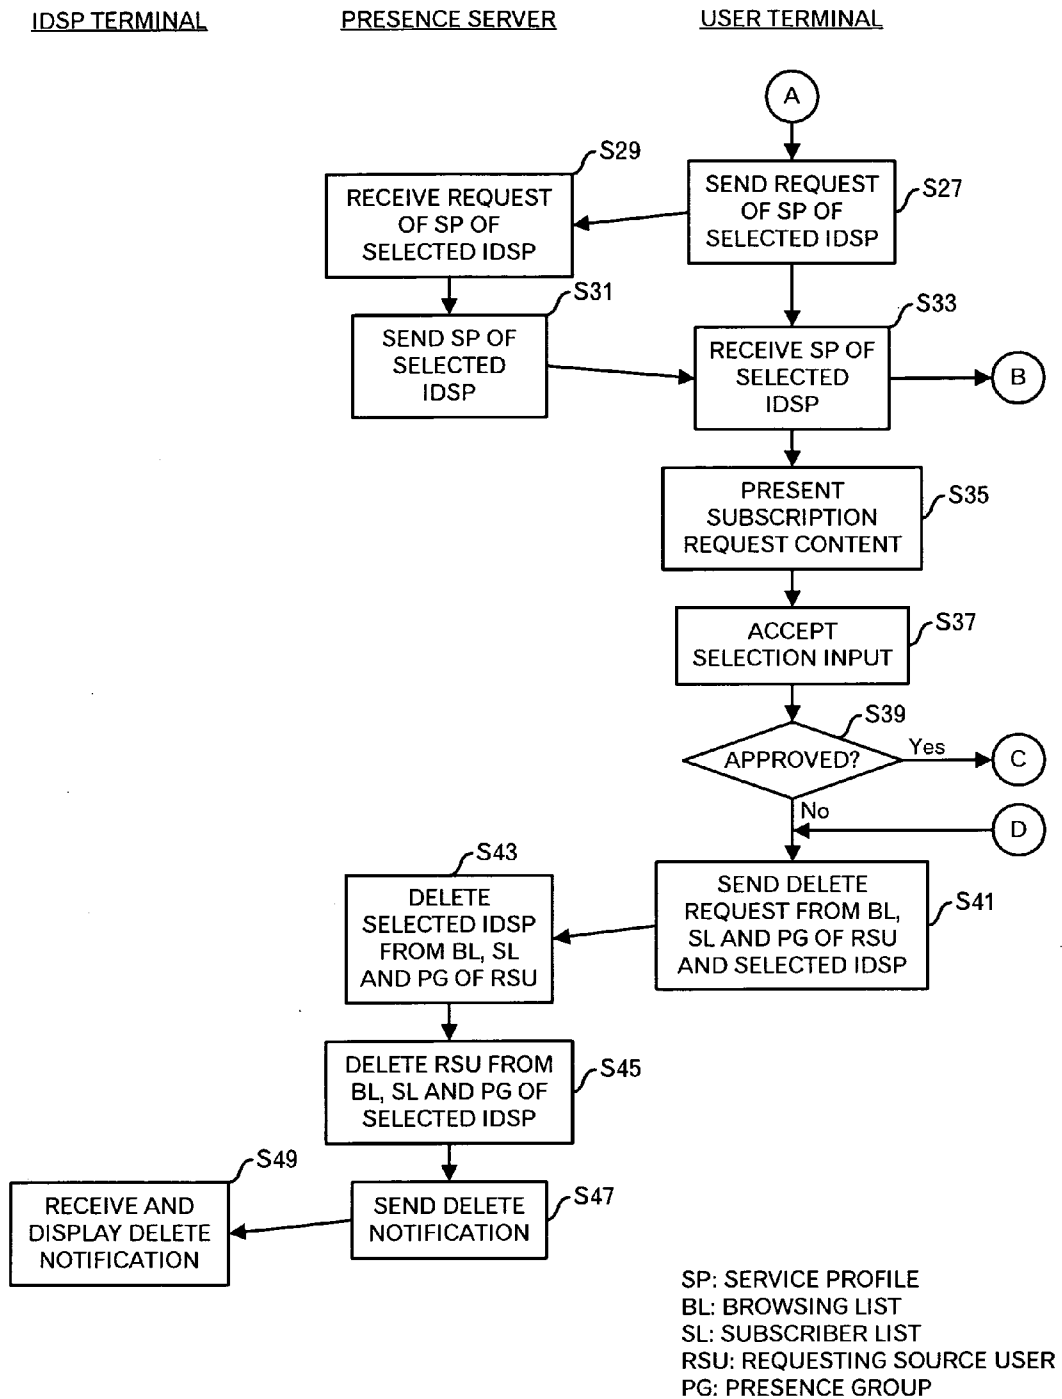 IDSP TERMINAL
PRESENCE SERVER
USER TERMINAL
A
S29
SEND REQUEST
OF SP OF
SELECTED IDSP
S27
RECEIVE REQUEST
OF SP OF
SELECTED IDSP
S31
S33
SEND SP OF
SELECTED
IDSP
RECEIVE SP OF
SELECTED
IDSP
B
PRESENT
SUBSCRIPTION
REQUEST CONTENT
S35
ACCEPT
SELECTION INPUT
S37
S39
APPROVED?
Yes
C
No
D
S43
DELETE
SELECTED IDSP
FROM BL, SL
AND PG OF RSU
SEND DELETE
REQUEST FROM BL,
SL AND PG OF RSU
AND SELECTED IDSP
S41
DELETE RSU FROM
BL, SL AND PG OF
SELECTED IDSP
S45
S49
RECEIVE AND
DISPLAY DELETE
NOTIFICATION
SEND DELETE
NOTIFICATION
S47
SP: SERVICE PROFILE
BL: BROWSING LIST
SL: SUBSCRIBER LIST
RSU: REQUESTING SOURCE USER
PG: PRESENCE GROUP